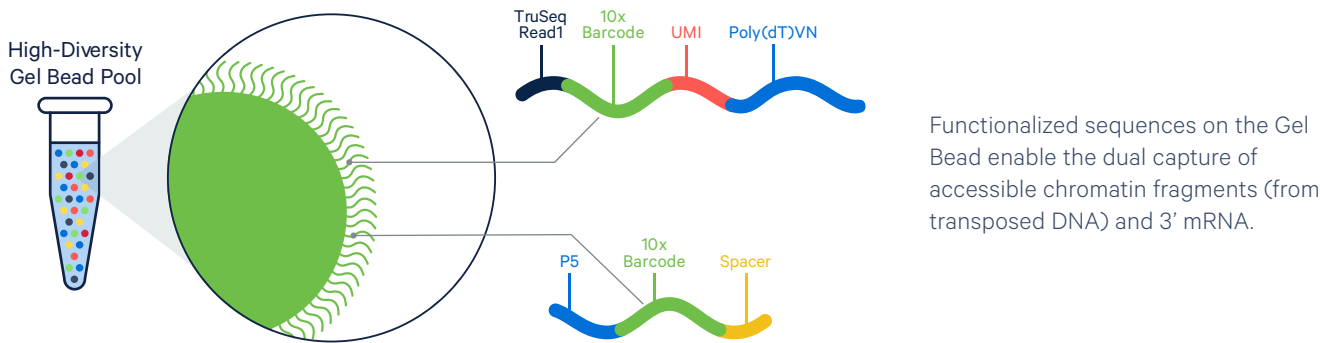 High-Diversity
Gel Bead Pool
TruSeq
Read1
10x
Barcode
UMI
Poly(dT)VN
P5
10x
Barcode
Spacer
Functionalized sequences on the Gel
Bead enable the dual capture of
accessible chromatin fragments (from
transposed DNA) and 3’ mRNA.